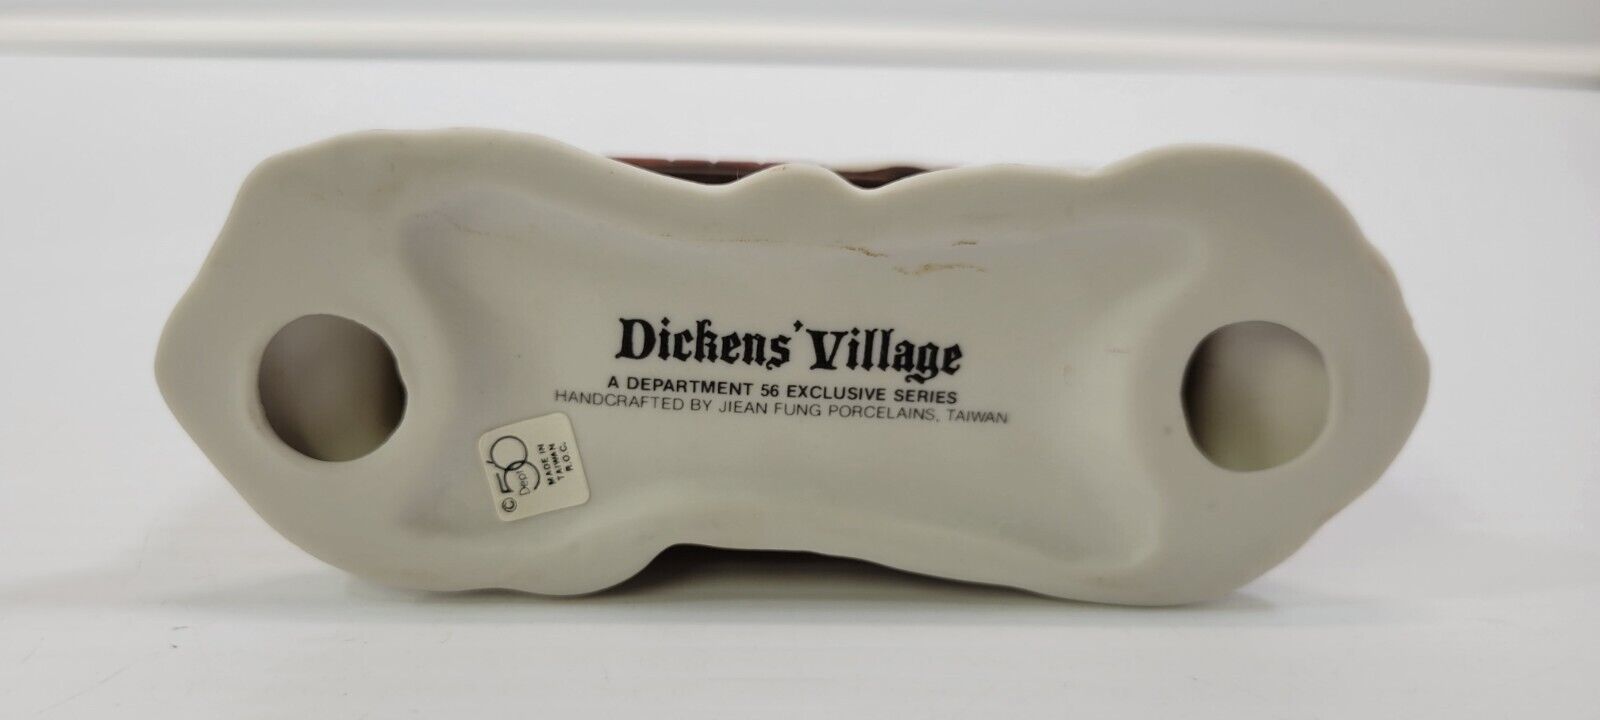 Dickens' Village
A DEPARTMENT 56 EXCLUSIVE SERIES
HANDCRAFTED BY JIEAN FUNG PORCELAINS, TAIWAN
© Dept 56
MADE IN
TAIWAN
R.O.C.